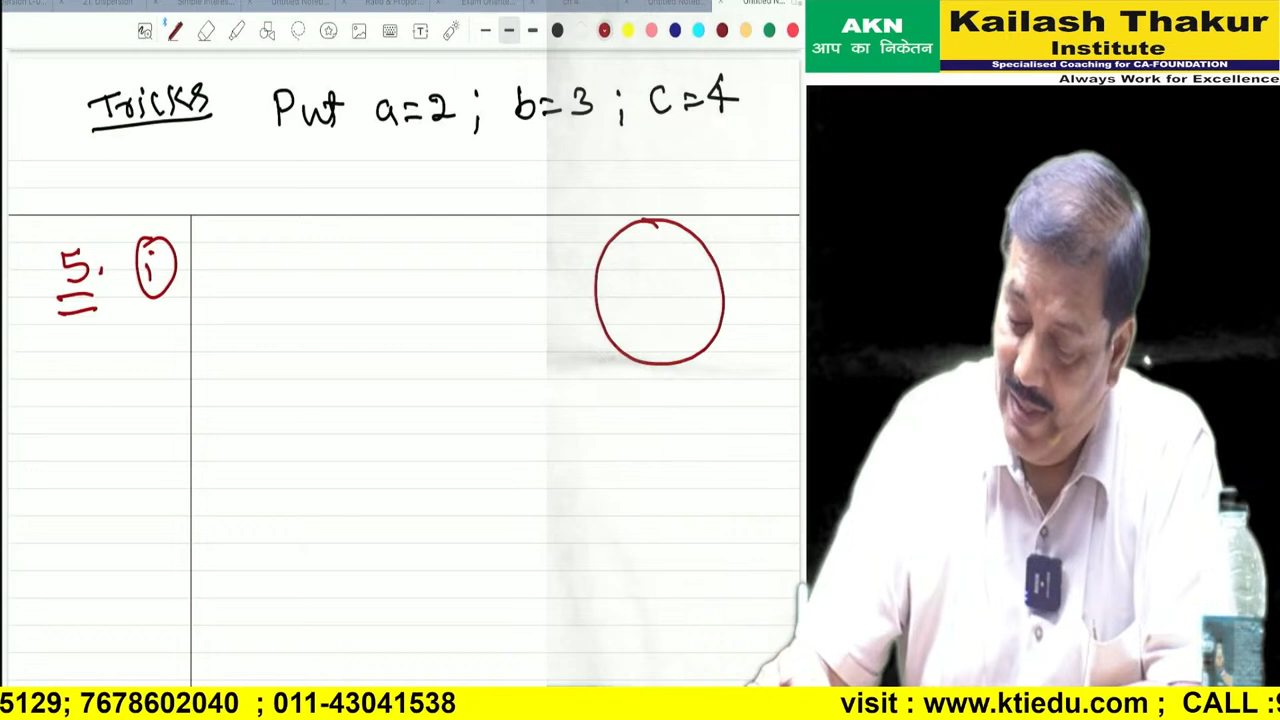 AKN
आप का निकेतन
Kailash Thakur
Institute
Specialised Coaching for CA-FOUNDATION
Always Work for Excellence
Tricks Put a=2 ; b=3 ; c=4
5. i
5129; 7678602040 ; 011-43041538
visit : www.ktiedu.com ; CALL :